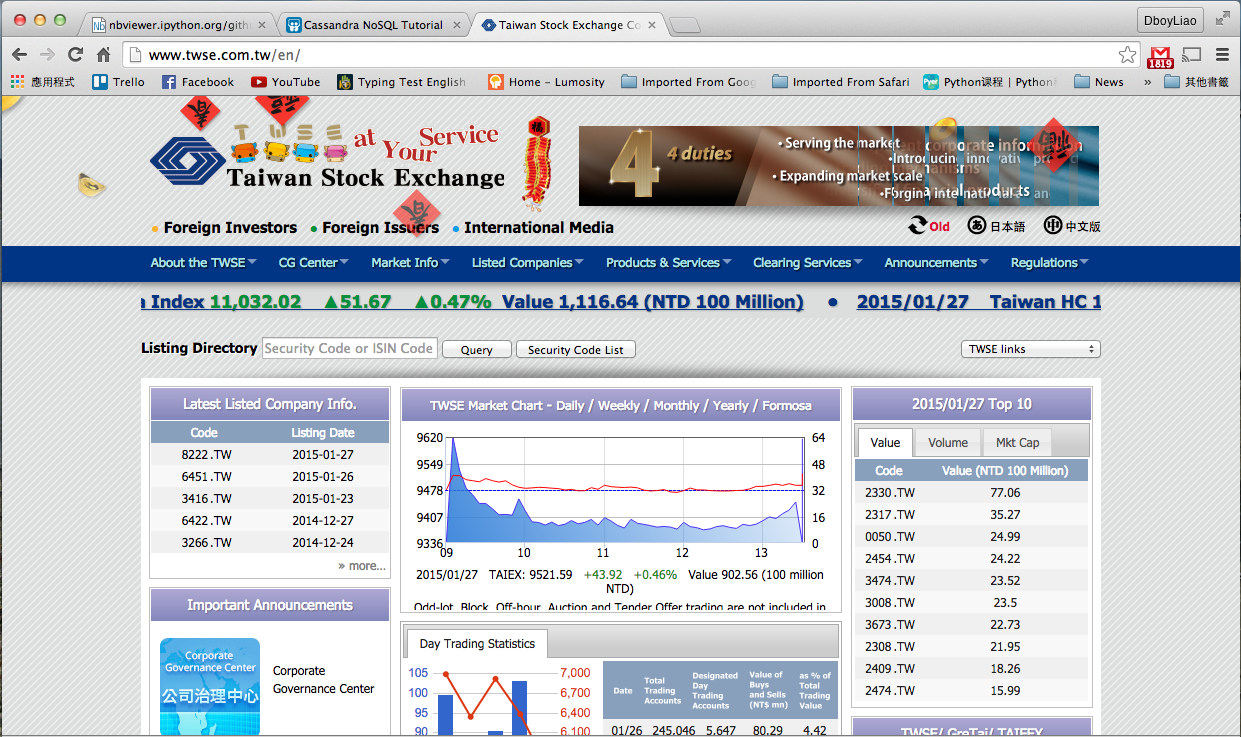 nbviewer.ipython.org/gith
Cassandra NoSQL Tutorial
Taiwan Stock Exchange Co
DboyLiao
www.twse.com.tw/en/
1819
應用程式
Trello
Facebook
YouTube
Typing Test English
Home – Lumosity
Imported From Goog
Imported From Safari
Python课程 | Python
News
»
其他書籤
TWSE at Your Service
Taiwan Stock Exchange
福
4
4 duties
• Serving the market
• Expanding market scale
• Foreign Investors
• Foreign Issuers
• International Media
Old
あ 日本語
中 中文版
About the TWSE
CG Center
Market Info
Listed Companies
Products & Services
Clearing Services
Announcements
Regulations
a Index 11,032.02 ▲51.67 ▲0.47% Value 1,116.64 (NTD 100 Million) ● 2015/01/27 Taiwan HC 1
Listing Directory
Security Code or ISIN Code
Query
Security Code List
TWSE links
Latest Listed Company Info.
Code Listing Date
8222 .TW 2015-01-27
6451 .TW 2015-01-26
3416 .TW 2015-01-23
6422 .TW 2014-12-27
3266 .TW 2014-12-24
» more...
Important Announcements
Corporate
Governance Center
公司治理中心
Corporate
Governance Center
TWSE Market Chart - Daily / Weekly / Monthly / Yearly / Formosa
9620 64
9549 48
9478 32
9407 16
9336 0
09 10 11 12 13
2015/01/27 TAIEX: 9521.59 +43.92 +0.46% Value 902.56 (100 million
NTD)
Odd-lot, Block, Off-hour, Auction and Tender Offer trading are not included in
Day Trading Statistics
105 7,000
100 6,700
95 6,400
90 6,100
Date
Total
Trading
Accounts
Designated
Day
Trading
Accounts
Value of
Buys
and Sells
(NT$ mn)
as % of
Total
Trading
Value
01/26 245,046 5,647 80.29 4.42
2015/01/27 Top 10
Value Volume Mkt Cap
Code Value (NTD 100 Million)
2330 .TW 77.06
2317 .TW 35.27
0050 .TW 24.99
2454 .TW 24.22
3474 .TW 23.52
3008 .TW 23.5
3673 .TW 22.73
2308 .TW 21.95
2409 .TW 18.26
2474 .TW 15.99
TWSE/ GreTai/ TAIFEX